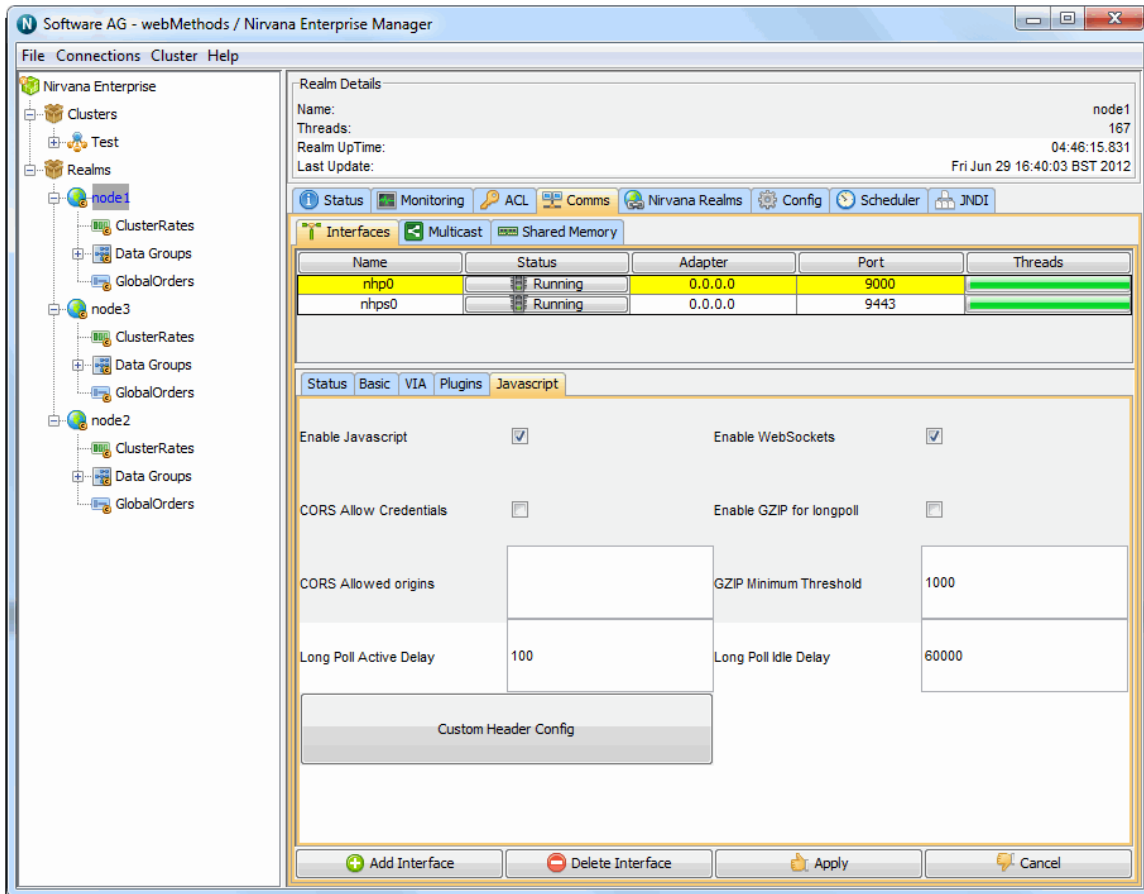 Software AG - webMethods / Nirvana Enterprise Manager
File Connections Cluster Help
Nirvana Enterprise
Clusters
Test
Realms
node1
ClusterRates
Data Groups
GlobalOrders
node3
ClusterRates
Data Groups
GlobalOrders
node2
ClusterRates
Data Groups
GlobalOrders
Realm Details
Name: node1
Threads: 167
Realm UpTime: 04:46:15.831
Last Update: Fri Jun 29 16:40:03 BST 2012
Status Monitoring ACL Comms Nirvana Realms Config Scheduler JNDI
Interfaces Multicast Shared Memory
Name Status Adapter Port Threads
nhp0 Running 0.0.0.0 9000
nhps0 Running 0.0.0.0 9443
Status Basic VIA Plugins Javascript
Enable Javascript Enable WebSockets
CORS Allow Credentials Enable GZIP for longpoll
CORS Allowed origins GZIP Minimum Threshold 1000
Long Poll Active Delay 100 Long Poll Idle Delay 60000
Custom Header Config
Add Interface Delete Interface Apply Cancel